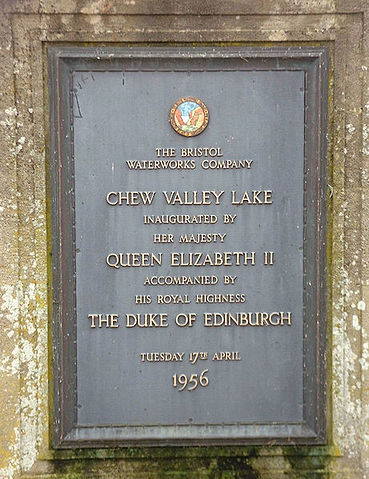 THE BRISTOL
WATERWORKS COMPANY
CHEW VALLEY LAKE
INAUGURATED BY
HER MAJESTY
QUEEN ELIZABETH II
ACCOMPANIED BY
HIS ROYAL HIGHNESS
THE DUKE OF EDINBURGH
TUESDAY 17TH APRIL
1956